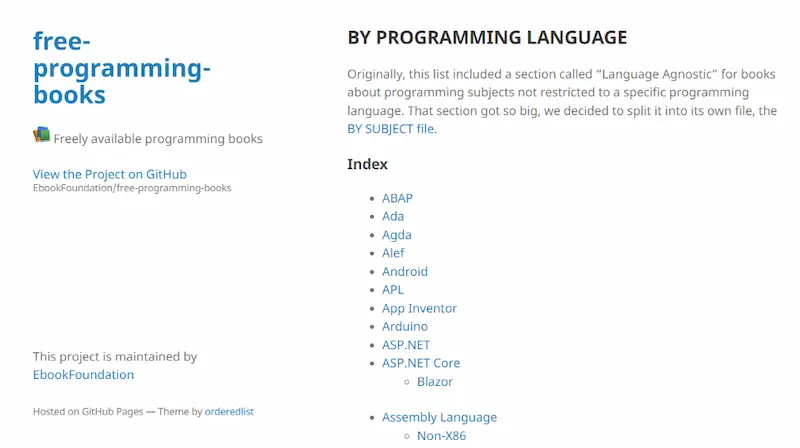 free-
programming-
books
Freely available programming books
View the Project on GitHub
EbookFoundation/free-programming-books
This project is maintained by
EbookFoundation
Hosted on GitHub Pages — Theme by orderedlist
BY PROGRAMMING LANGUAGE
Originally, this list included a section called “Language Agnostic” for books
about programming subjects not restricted to a specific programming
language. That section got so big, we decided to split it into its own file, the
BY SUBJECT file.
Index
ABAP
Ada
Agda
Alef
Android
APL
App Inventor
Arduino
ASP.NET
ASP.NET Core
Blazor
Assembly Language
Non-X86